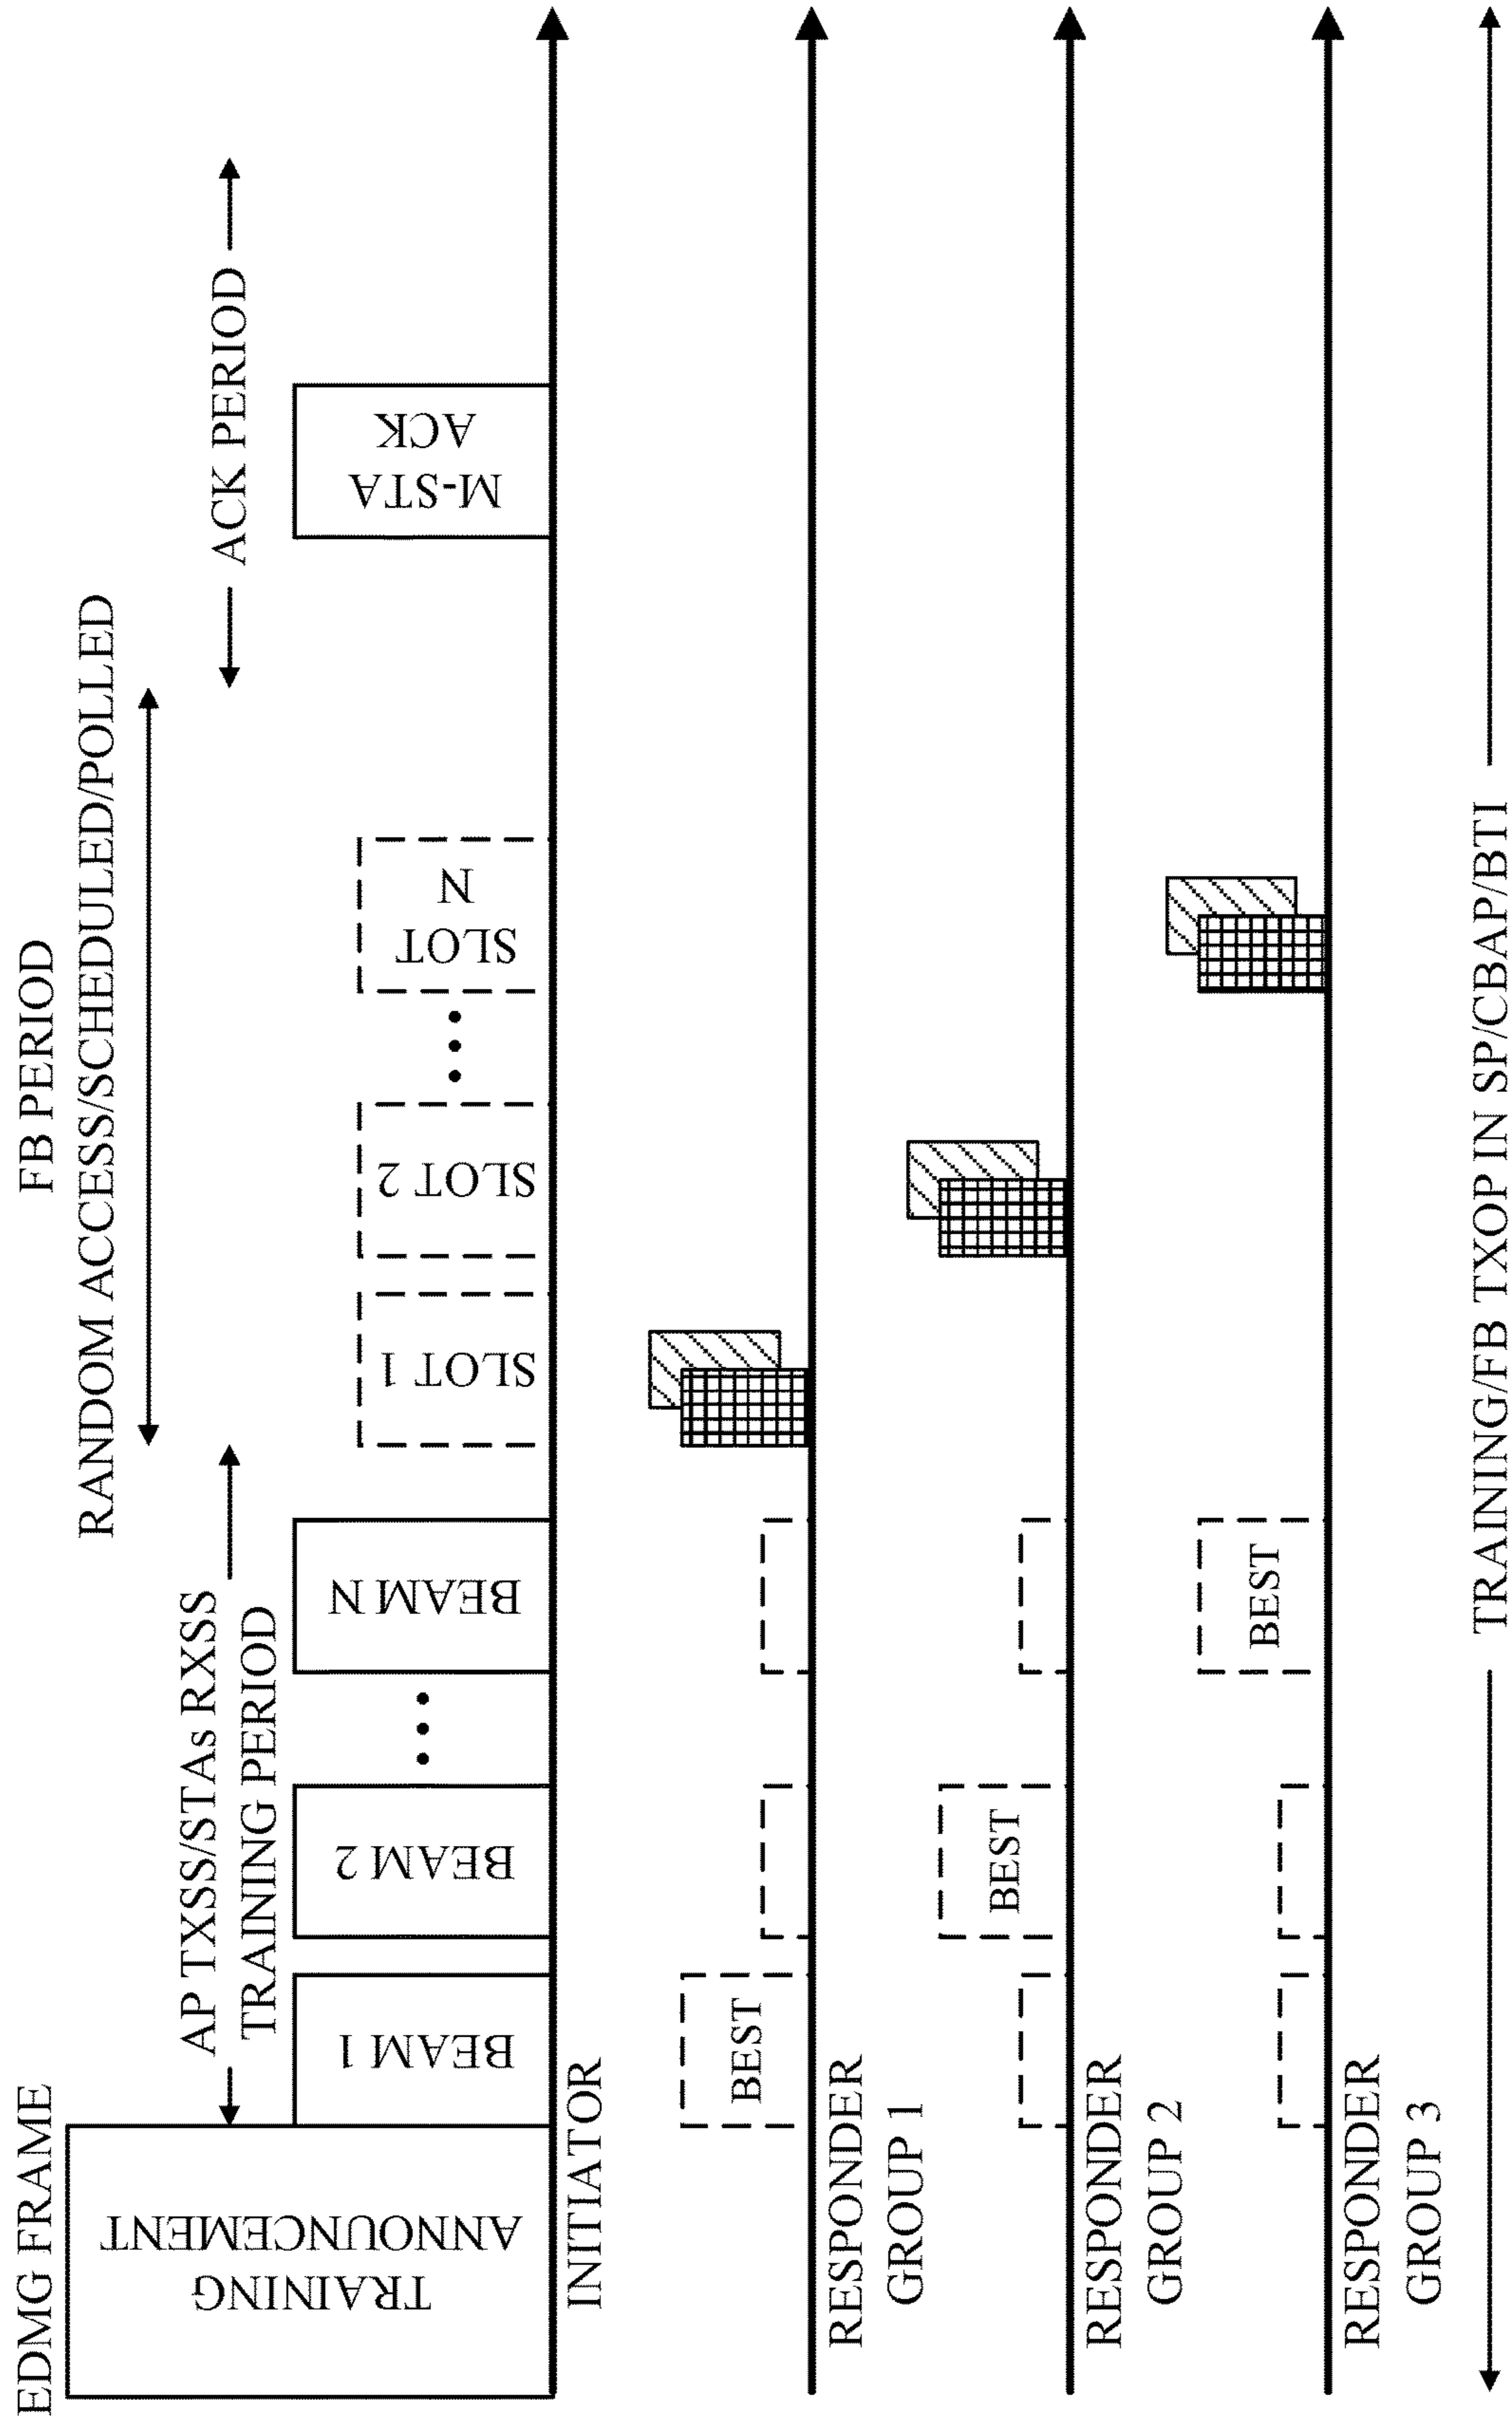 EDMG FRAME
FB PERIOD
RANDOM ACCESS/SCHEDULED/POLLED
AP TXSS/STAs RXSS
TRAINING PERIOD
ACK PERIOD
TRAINING
ANNOUNCEMENT
BEAM 1
BEAM 2
BEAM N
SLOT 1
SLOT 2
SLOT
N
M-STA
ACK
INITIATOR
BEST
RESPONDER
GROUP 1
BEST
RESPONDER
GROUP 2
BEST
RESPONDER
GROUP 3
TRAINING/FB TXOP IN SP/CBAP/BTI